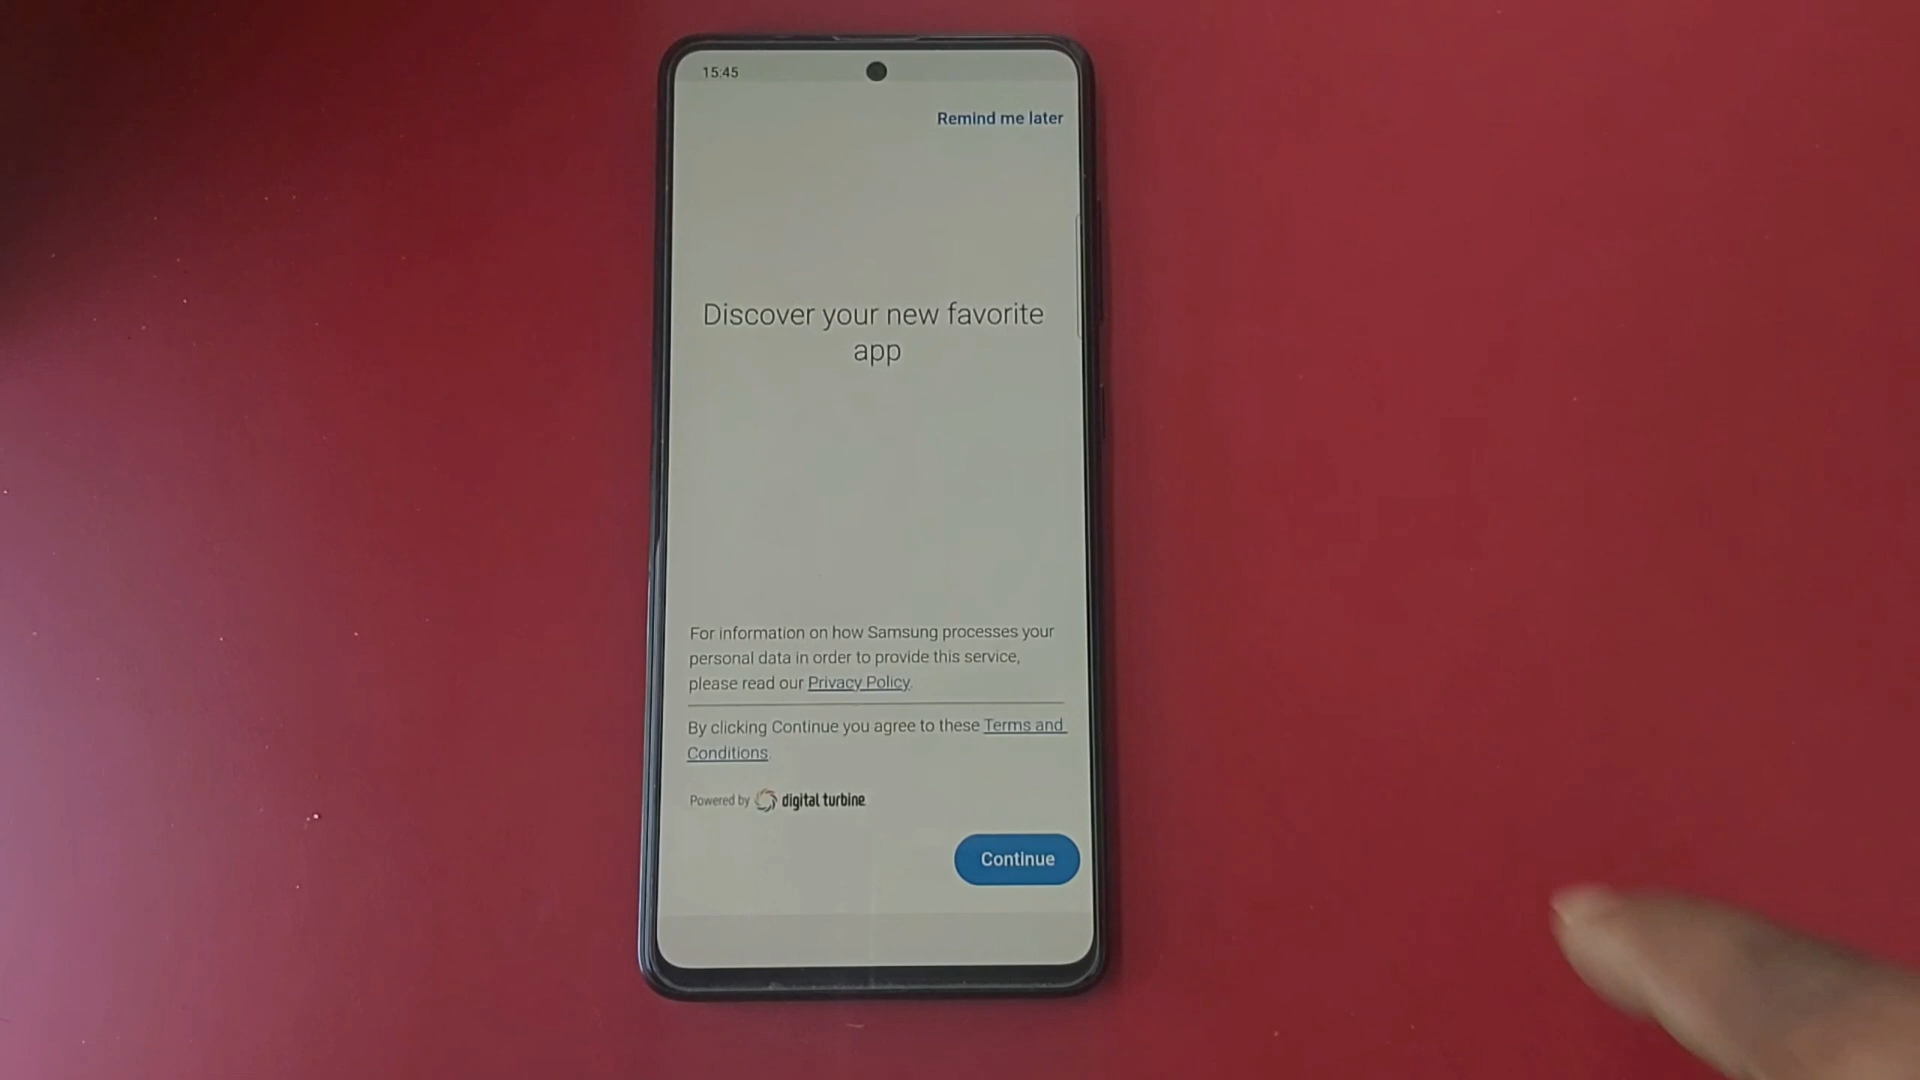 15:45
Remind me later
Discover your new favorite
app
For information on how Samsung processes your
personal data in order to provide this service,
please read our Privacy Policy.
By clicking Continue you agree to these Terms and
Conditions.
Powered by digital turbine
Continue